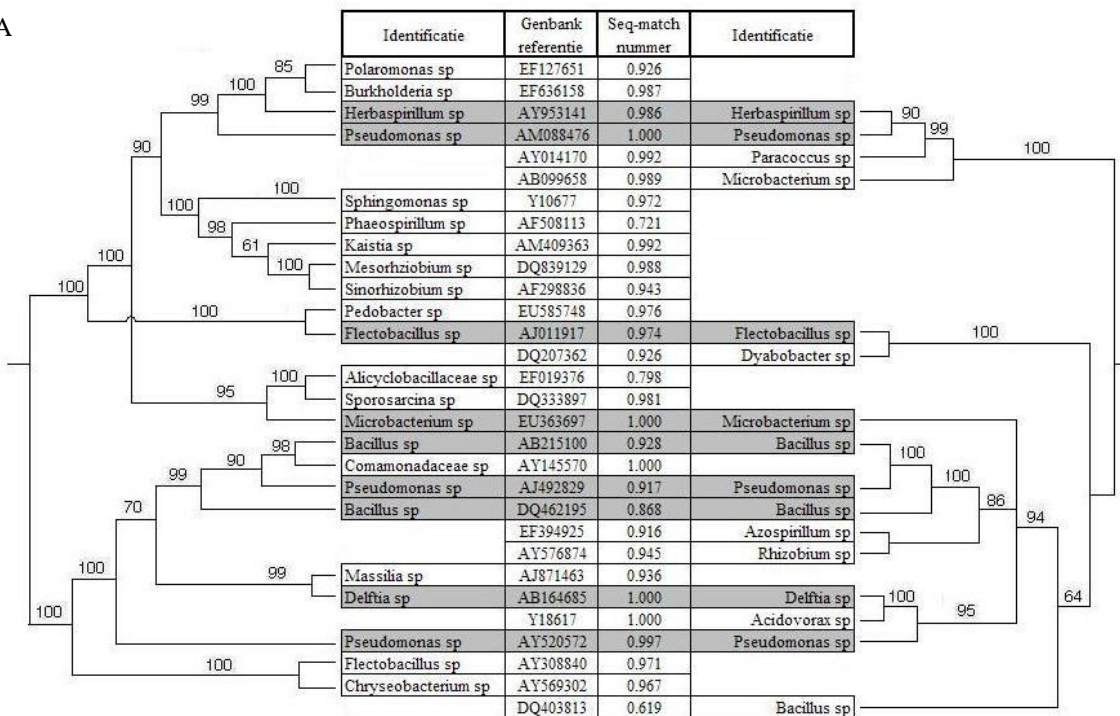 A
Identificatie Genbank referentie Seq-match nummer Identificatie
85 Polaromonas sp EF127651 0.926
100 Burkholderia sp EF636158 0.987
99 Herbaspirillum sp AY953141 0.986 Herbaspirillum sp 90
Pseudomonas sp AM088476 1.000 Pseudomonas sp 99
90 AY014170 0.992 Paracoccus sp 100
AB099658 0.989 Microbacterium sp
100 100 Sphingomonas sp Y10677 0.972
98 Phaeospirillum sp AF508113 0.721
61 Kaistia sp AM409363 0.992
100 Mesorhziobium sp DQ839129 0.988
100 100 Sinorhizobium sp AF298836 0.943
100 Pedobacter sp EU585748 0.976
Flectobacillus sp AJ011917 0.974 Flectobacillus sp 100
DQ207362 0.926 Dyabobacter sp
100 Alicyclobacillaceae sp EF019376 0.798
95 Sporosarcina sp DQ333897 0.981
Microbacterium sp EU363697 1.000 Microbacterium sp
98 Bacillus sp AB215100 0.928 Bacillus sp
90 Comamonadaceae sp AY145570 1.000 100
99 Pseudomonas sp AJ492829 0.917 Pseudomonas sp 100
70 Bacillus sp DQ462195 0.868 Bacillus sp 86
EF394925 0.916 Azospirillum sp 94
AY576874 0.945 Rhizobium sp
100 99 Massilia sp AJ871463 0.936
Delftia sp AB164685 1.000 Delftia sp 100 64
100 Y18617 1.000 Acidovorax sp 95
Pseudomonas sp AY520572 0.997 Pseudomonas sp
100 Flectobacillus sp AY308840 0.971
Chryseobacterium sp AY569302 0.967
DQ403813 0.619 Bacillus sp